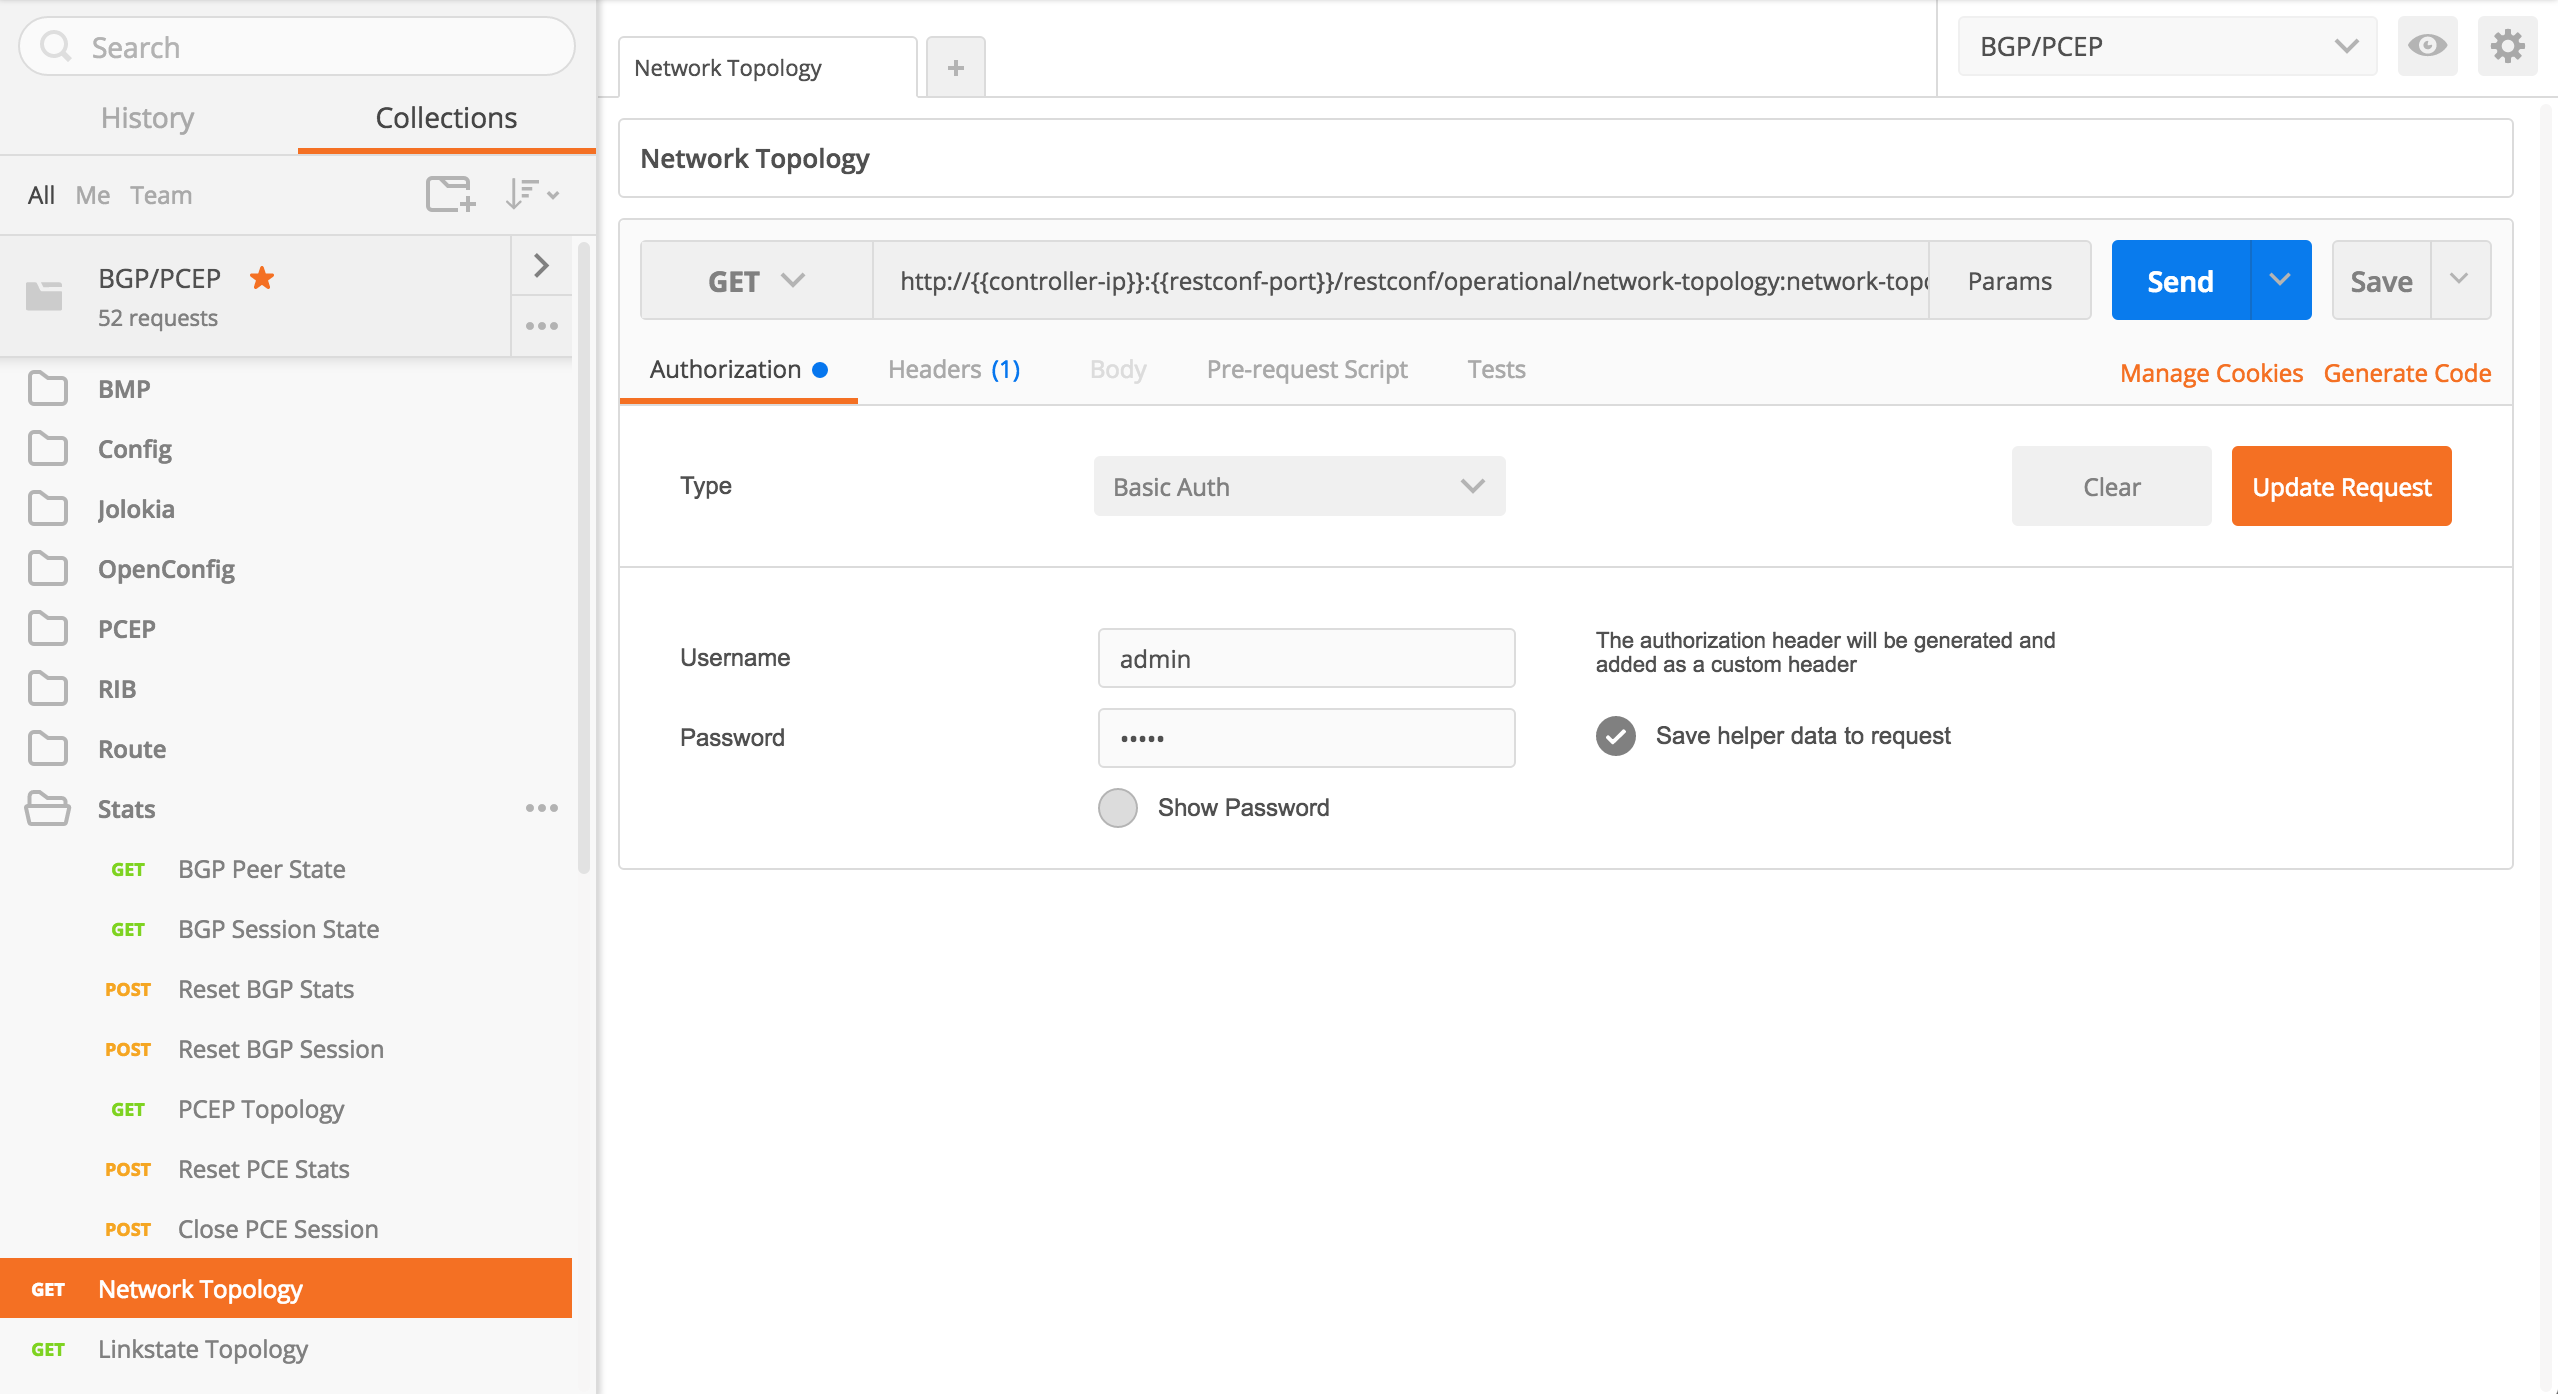 Search
History
Collections
All
Me
Team
BGP/PCEP
52 requests
BMP
Config
Jolokia
OpenConfig
PCEP
RIB
Route
Stats
GET BGP Peer State
GET BGP Session State
POST Reset BGP Stats
POST Reset BGP Session
GET PCEP Topology
POST Reset PCE Stats
POST Close PCE Session
GET Network Topology
GET Linkstate Topology
Network Topology
+
BGP/PCEP
Network Topology
GET
http://{{controller-ip}}:{{restconf-port}}/restconf/operational/network-topology:network-topo
Params
Send
Save
Authorization
Headers (1)
Body
Pre-request Script
Tests
Manage Cookies
Generate Code
Type
Basic Auth
Clear
Update Request
Username
admin
The authorization header will be generated and
added as a custom header
Password
•••••
Save helper data to request
Show Password